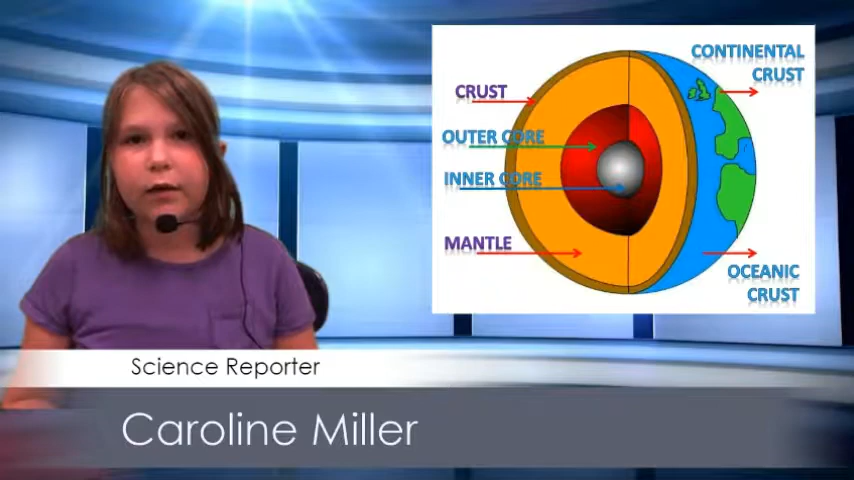 CONTINENTAL
CRUST
CRUST
OUTER CORE
INNER CORE
MANTLE
OCEANIC
CRUST
Science Reporter
Caroline Miller